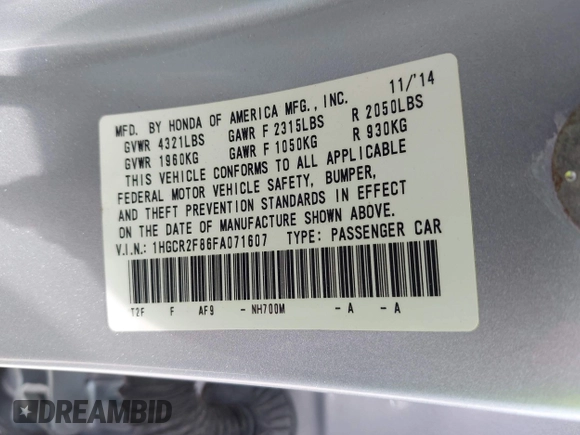 MFD. BY HONDA OF AMERICA MFG., INC. 11/'14
GVWR 4321LBS GAWR F 2315LBS R 2050LBS
GVWR 1960KG GAWR F 1050KG R 930KG
THIS VEHICLE CONFORMS TO ALL APPLICABLE
FEDERAL MOTOR VEHICLE SAFETY, BUMPER,
AND THEFT PREVENTION STANDARDS IN EFFECT
ON THE DATE OF MANUFACTURE SHOWN ABOVE.
V.I.N.: 1HGCR2F86FA071607 TYPE: PASSENGER CAR
T2F F AF9 - NH700M - A - A
DREAMBID